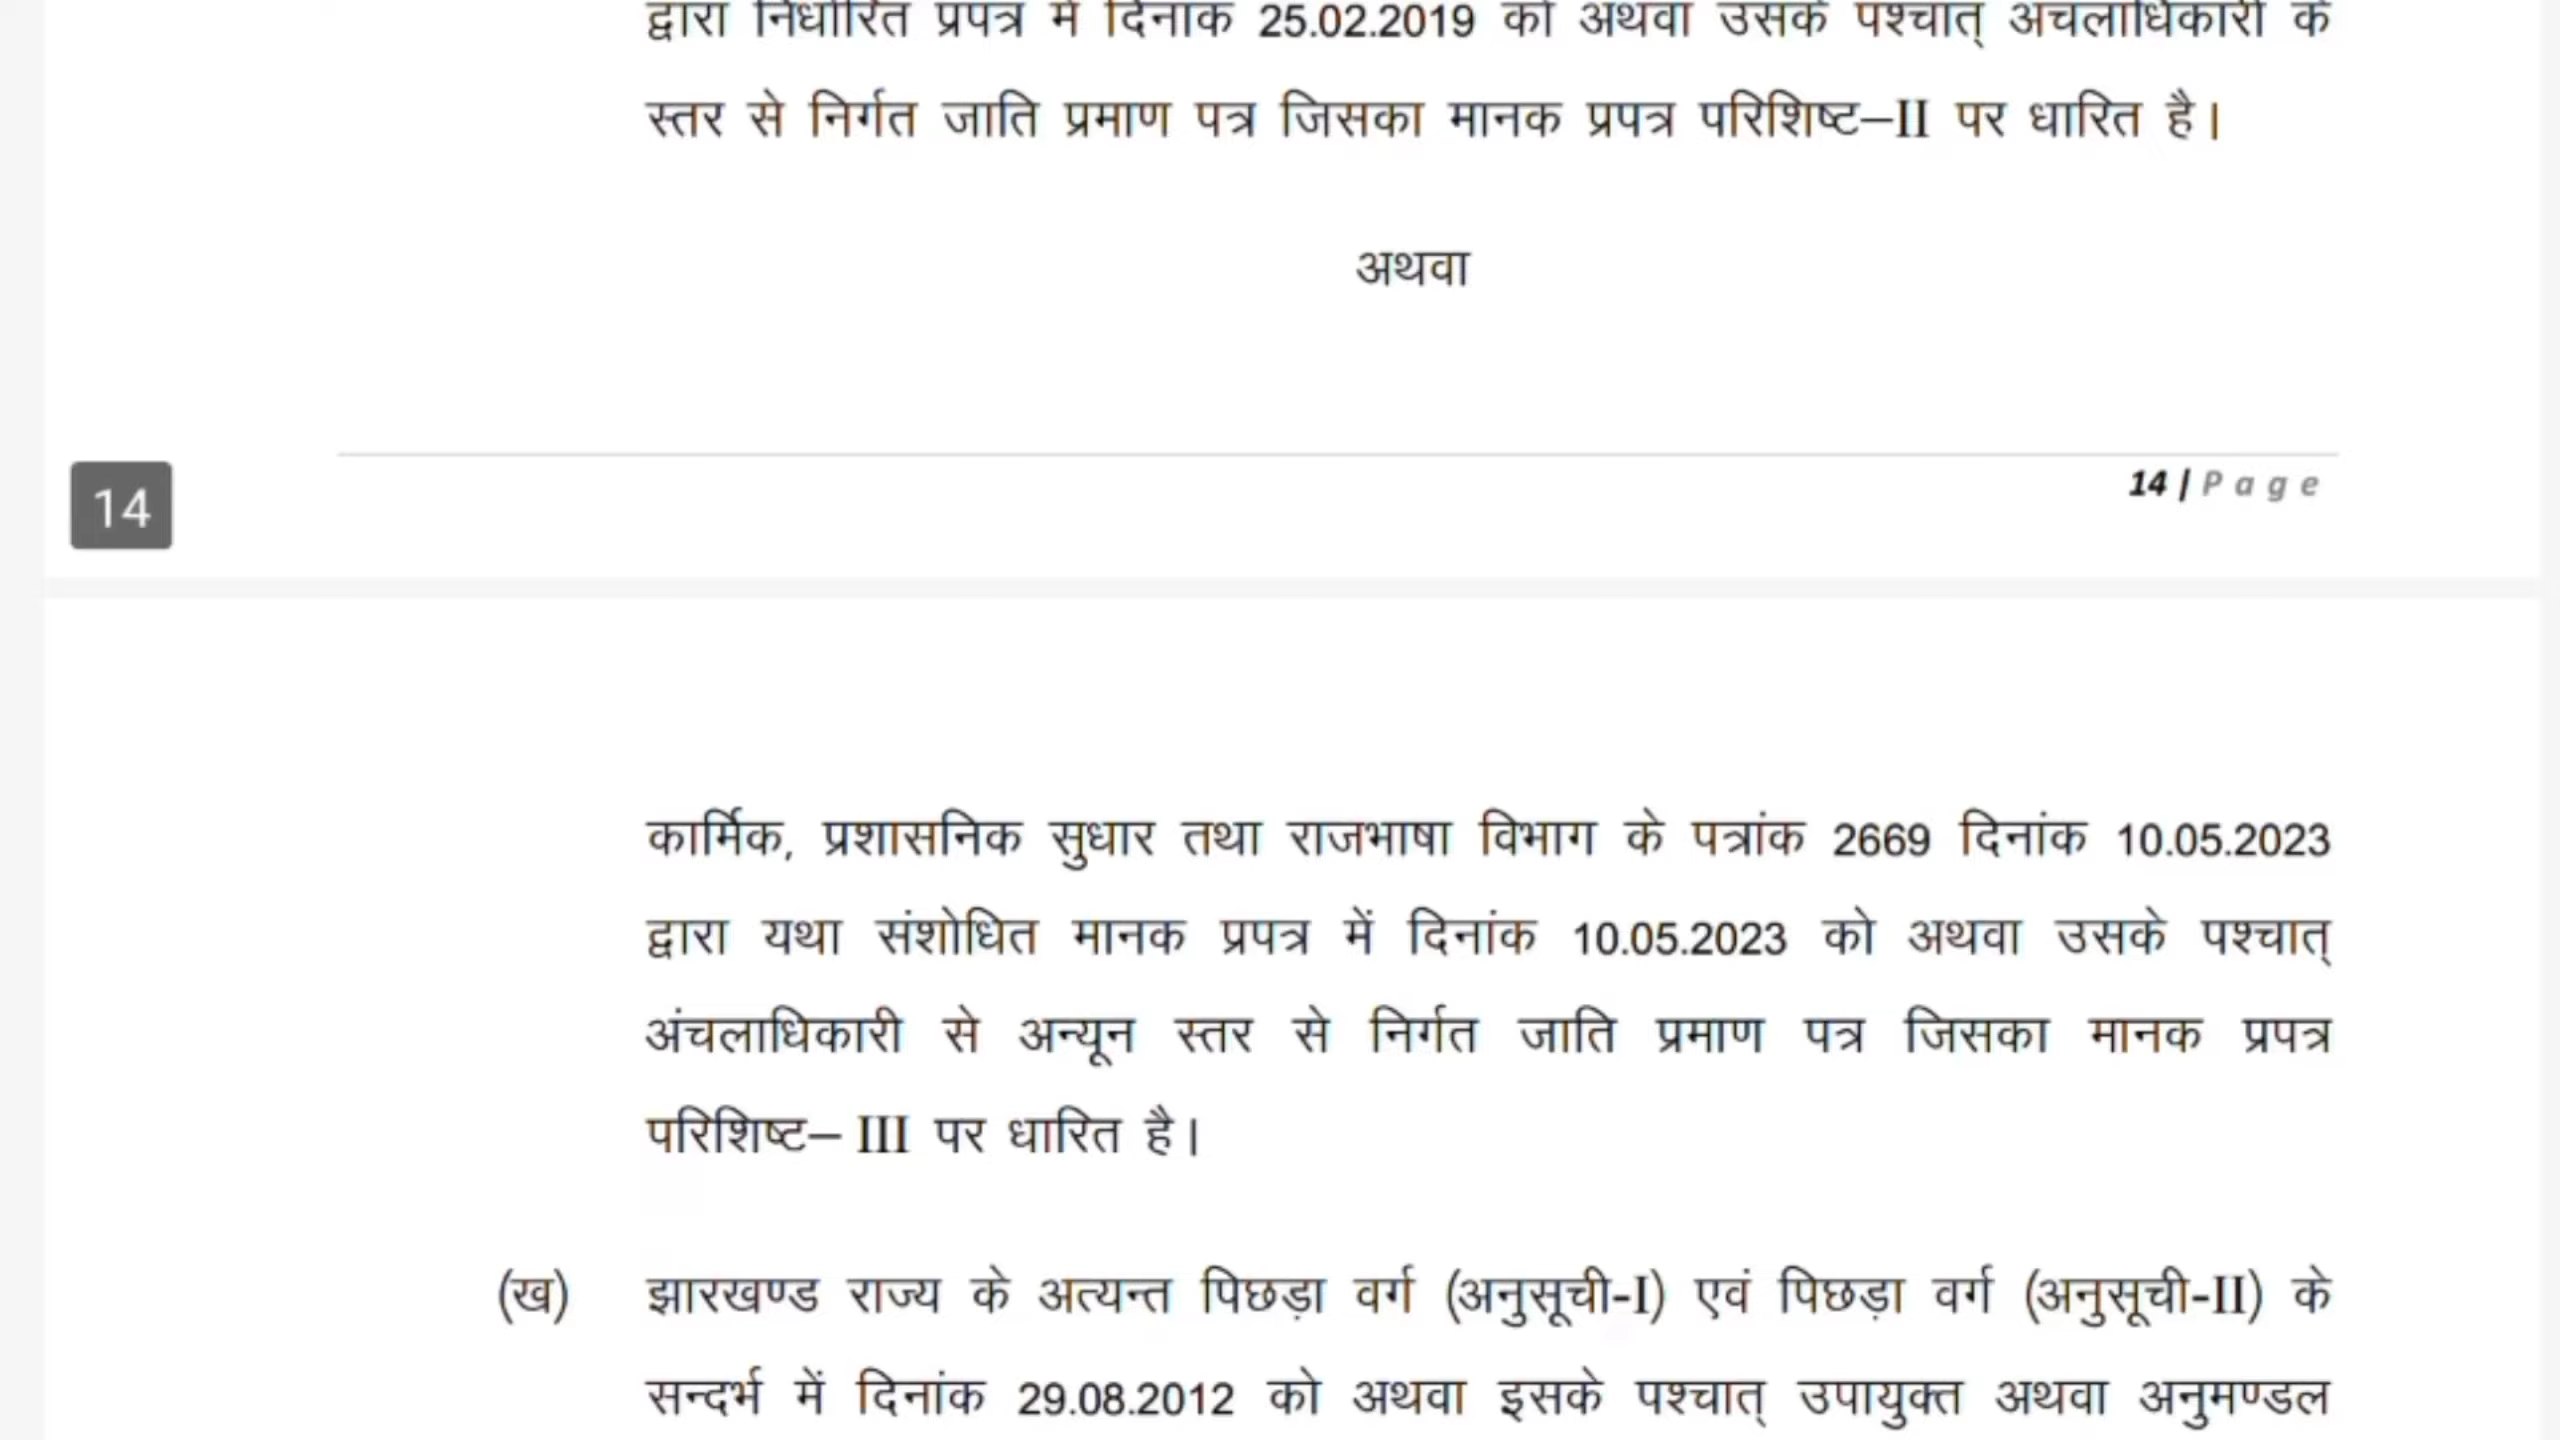 द्वारा निर्धारित प्रपत्र में दिनांक 25.02.2019 को अथवा उसके पश्चात् अंचलाधिकारी के
स्तर से निर्गत जाति प्रमाण पत्र जिसका मानक प्रपत्र परिशिष्ट–II पर धारित है।
अथवा
14
14 | Page
कार्मिक, प्रशासनिक सुधार तथा राजभाषा विभाग के पत्रांक 2669 दिनांक 10.05.2023
द्वारा यथा संशोधित मानक प्रपत्र में दिनांक 10.05.2023 को अथवा उसके पश्चात्
अंचलाधिकारी से अन्यून स्तर से निर्गत जाति प्रमाण पत्र जिसका मानक प्रपत्र
परिशिष्ट– III पर धारित है।
(ख) झारखण्ड राज्य के अत्यन्त पिछड़ा वर्ग (अनुसूची-I) एवं पिछड़ा वर्ग (अनुसूची-II) के
सन्दर्भ में दिनांक 29.08.2012 को अथवा इसके पश्चात् उपायुक्त अथवा अनुमण्डल